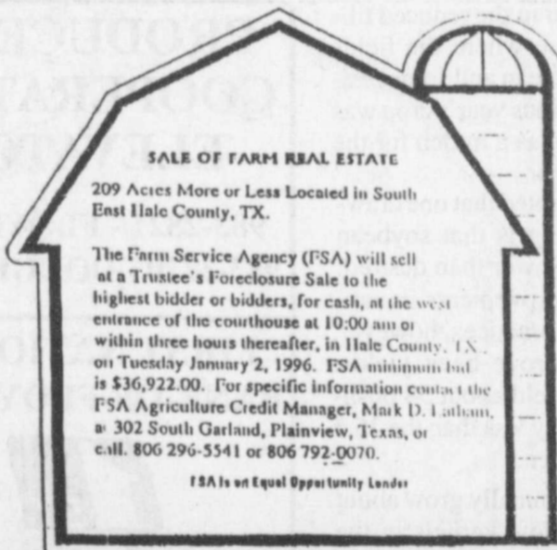 SALE OF FARM REAL ESTATE
209 Acres More or Less Located in South
East Hale County, TX.
The Farm Service Agency (FSA) will sell
at a Trustee's Foreclosure Sale to the
highest bidder or bidders, for cash, at the west
entrance of the courthouse at 10:00 am or
within three hours thereafter, in Hale County, TX
on Tuesday January 2, 1996. FSA minimum bid
is $36,922.00. For specific information contact the
FSA Agriculture Credit Manager, Mark D. Latham,
at 302 South Garland, Plainview, Texas, or
call. 806 296-5541 or 806 792-0070.
FSA Is an Equal Opportunity Lender